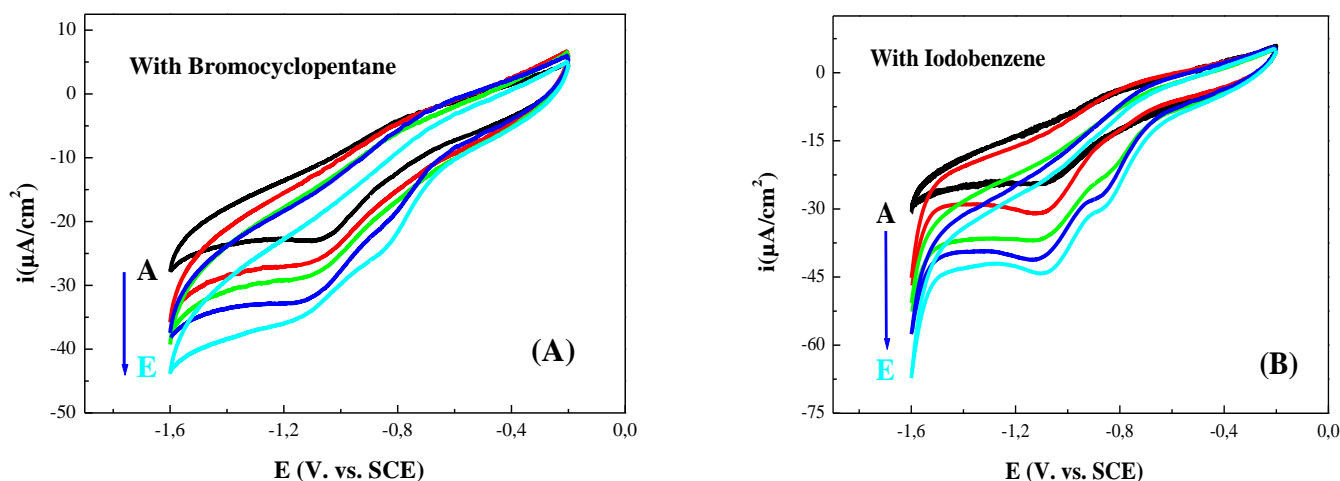 With Bromocyclopentane
10
0
-10
-20
-30
-40
-50
i(μA/cm²)
A
E
(A)
-1,6
-1,2
-0,8
-0,4
0,0
E (V. vs. SCE)
With Iodobenzene
0
-15
-30
-45
-60
-75
i(μA/cm²)
A
E
(B)
-1,6
-1,2
-0,8
-0,4
0,0
E (V. vs. SCE)